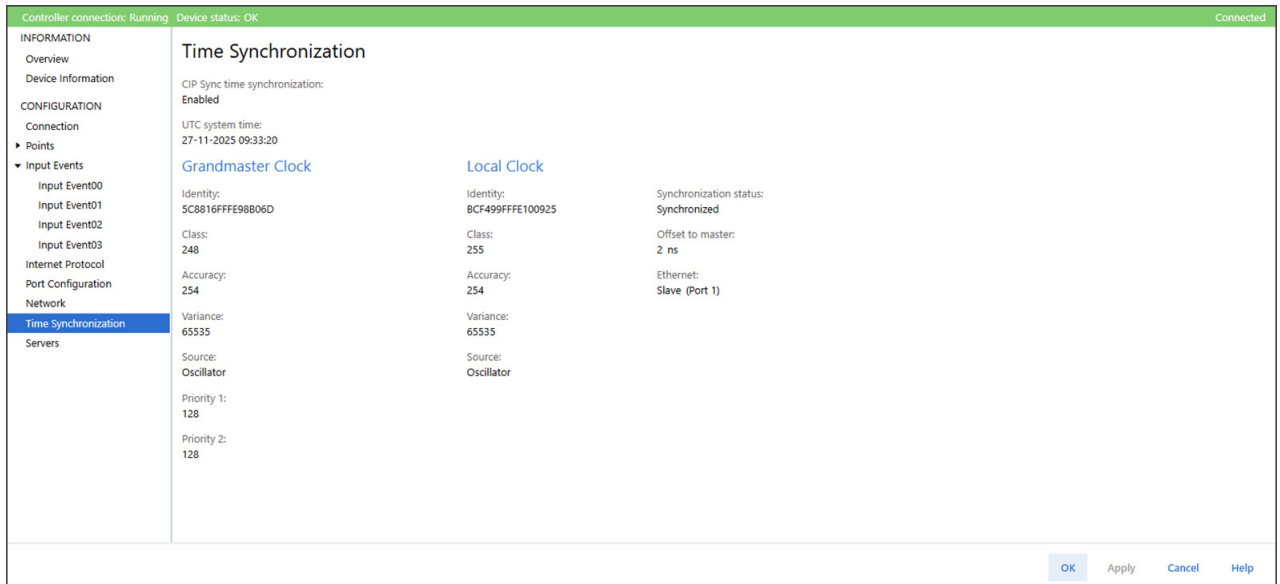 Controller connection: Running Device status: OK Connected
INFORMATION
Overview
Device Information
CONFIGURATION
Connection
Points
Input Events
Input Event00
Input Event01
Input Event02
Input Event03
Internet Protocol
Port Configuration
Network
Time Synchronization
Servers
Time Synchronization
CIP Sync time synchronization:
Enabled
UTC system time:
27-11-2025 09:33:20
Grandmaster Clock
Identity:
5C8816FFFE98B06D
Class:
248
Accuracy:
254
Variance:
65535
Source:
Oscillator
Priority 1:
128
Priority 2:
128
Local Clock
Identity:
BCF499FFFE100925
Class:
255
Accuracy:
254
Variance:
65535
Source:
Oscillator
Synchronization status:
Synchronized
Offset to master:
2 ns
Ethernet:
Slave (Port 1)
OK Apply Cancel Help